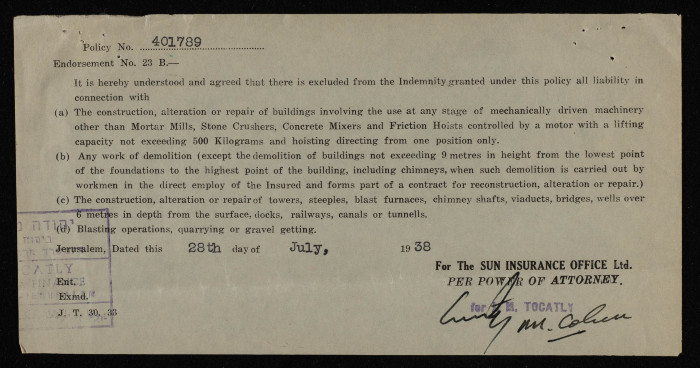 Policy No. 401789
Endorsement No. 23 B.—
It is hereby understood and agreed that there is excluded from the Indemnity granted under this policy all liability in
connection with
(a) The construction, alteration or repair of buildings involving the use at any stage of mechanically driven machinery
other than Mortar Mills, Stone Crushers, Concrete Mixers and Friction Hoists controlled by a motor with a lifting
capacity not exceeding 500 Kilograms and hoisting directing from one position only.
(b) Any work of demolition (except the demolition of buildings not exceeding 9 metres in height from the lowest point
of the foundations to the highest point of the building, including chimneys, when such demolition is carried out by
workmen in the direct employ of the Insured and forms part of a contract for reconstruction, alteration or repair.)
(c) The construction, alteration or repair of towers, steeples, blast furnaces, chimney shafts, viaducts, bridges, wells over
6 metres in depth from the surface. docks, railways, canals or tunnells.
(d) Blasting operations, quarrying or gravel getting.
Jerusalem, Dated this 28th day of July, 1938
For The SUN INSURANCE OFFICE Ltd.
PER POWER OF ATTORNEY.
for M. TOCATLY
M. Cohen
יהודה
ATLY
Ent.
Exmd.
J. T. 30. 33